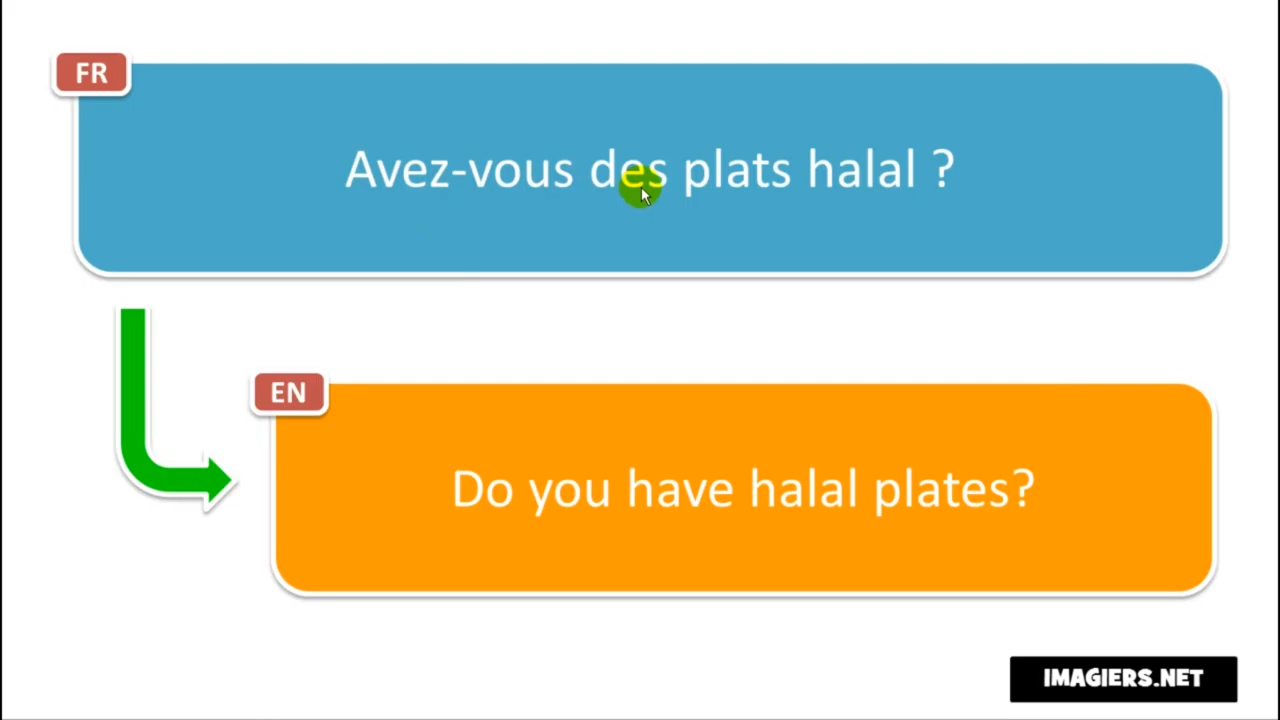 FR
Avez-vous des plats halal ?
EN
Do you have halal plates?
IMAGIERS.NET